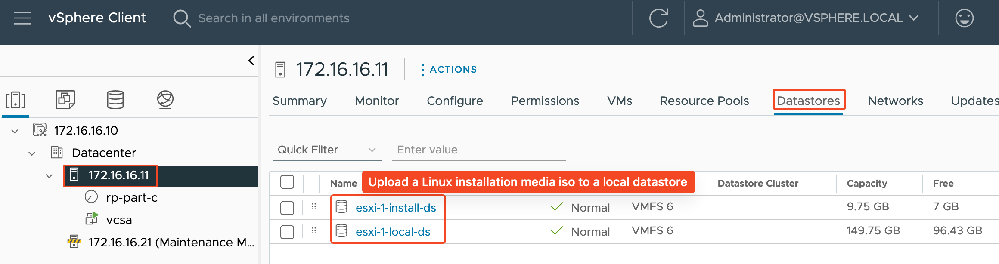 vSphere Client
Search in all environments
Administrator@VSPHERE.LOCAL
172.16.16.10
Datacenter
172.16.16.11
rp-part-c
vcsa
172.16.16.21 (Maintenance M...
172.16.16.11
ACTIONS
Summary Monitor Configure Permissions VMs Resource Pools Datastores Networks Updates
Quick Filter Enter value
Name Upload a Linux installation media iso to a local datastore Datastore Cluster Capacity Free
esxi-1-install-ds Normal VMFS 6 9.75 GB 7 GB
esxi-1-local-ds Normal VMFS 6 149.75 GB 96.43 GB